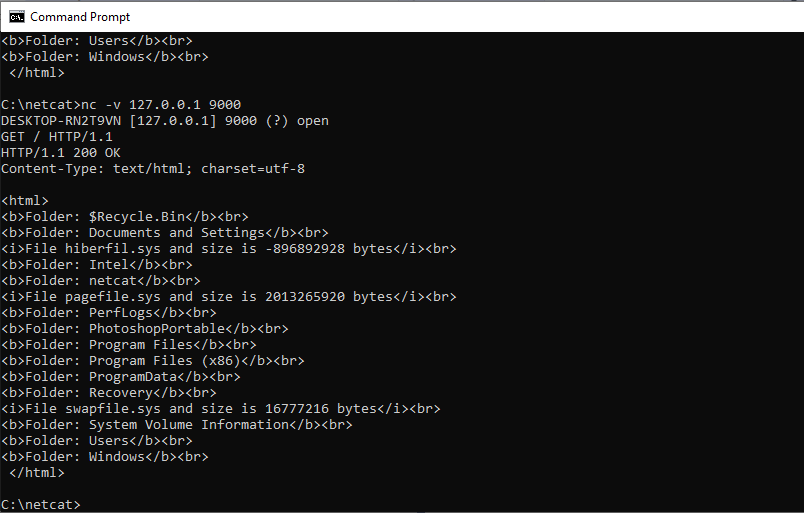 Command Prompt
<b>Folder: Users</b><br>
<b>Folder: Windows</b><br>
 </html>
C:\netcat>nc -v 127.0.0.1 9000
DESKTOP-RN2T9VN [127.0.0.1] 9000 (?) open
GET / HTTP/1.1
HTTP/1.1 200 OK
Content-Type: text/html; charset=utf-8
<html>
<b>Folder: $Recycle.Bin</b><br>
<b>Folder: Documents and Settings</b><br>
<i>File hiberfil.sys and size is -896892928 bytes</i><br>
<b>Folder: Intel</b><br>
<b>Folder: netcat</b><br>
<i>File pagefile.sys and size is 2013265920 bytes</i><br>
<b>Folder: PerfLogs</b><br>
<b>Folder: PhotoshopPortable</b><br>
<b>Folder: Program Files</b><br>
<b>Folder: Program Files (x86)</b><br>
<b>Folder: ProgramData</b><br>
<b>Folder: Recovery</b><br>
<i>File swapfile.sys and size is 16777216 bytes</i><br>
<b>Folder: System Volume Information</b><br>
<b>Folder: Users</b><br>
<b>Folder: Windows</b><br>
 </html>
C:\netcat>